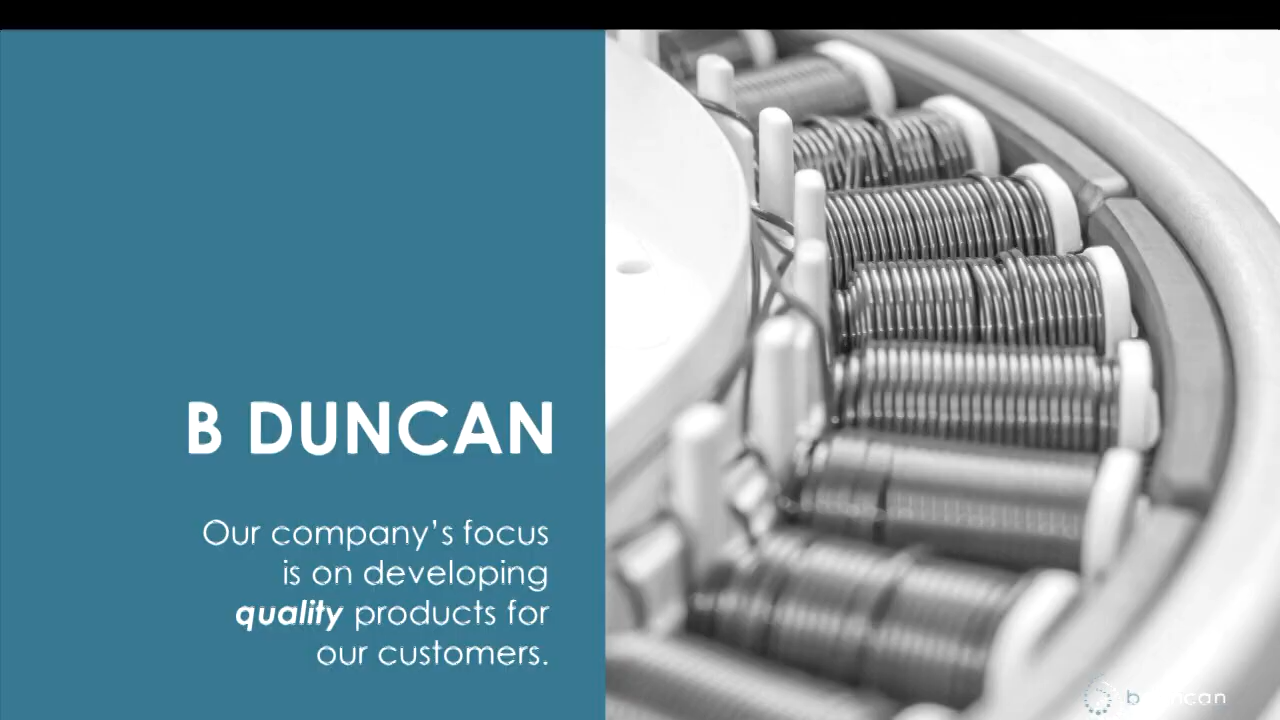 B DUNCAN
Our company's focus
is on developing
quality products for
our customers.